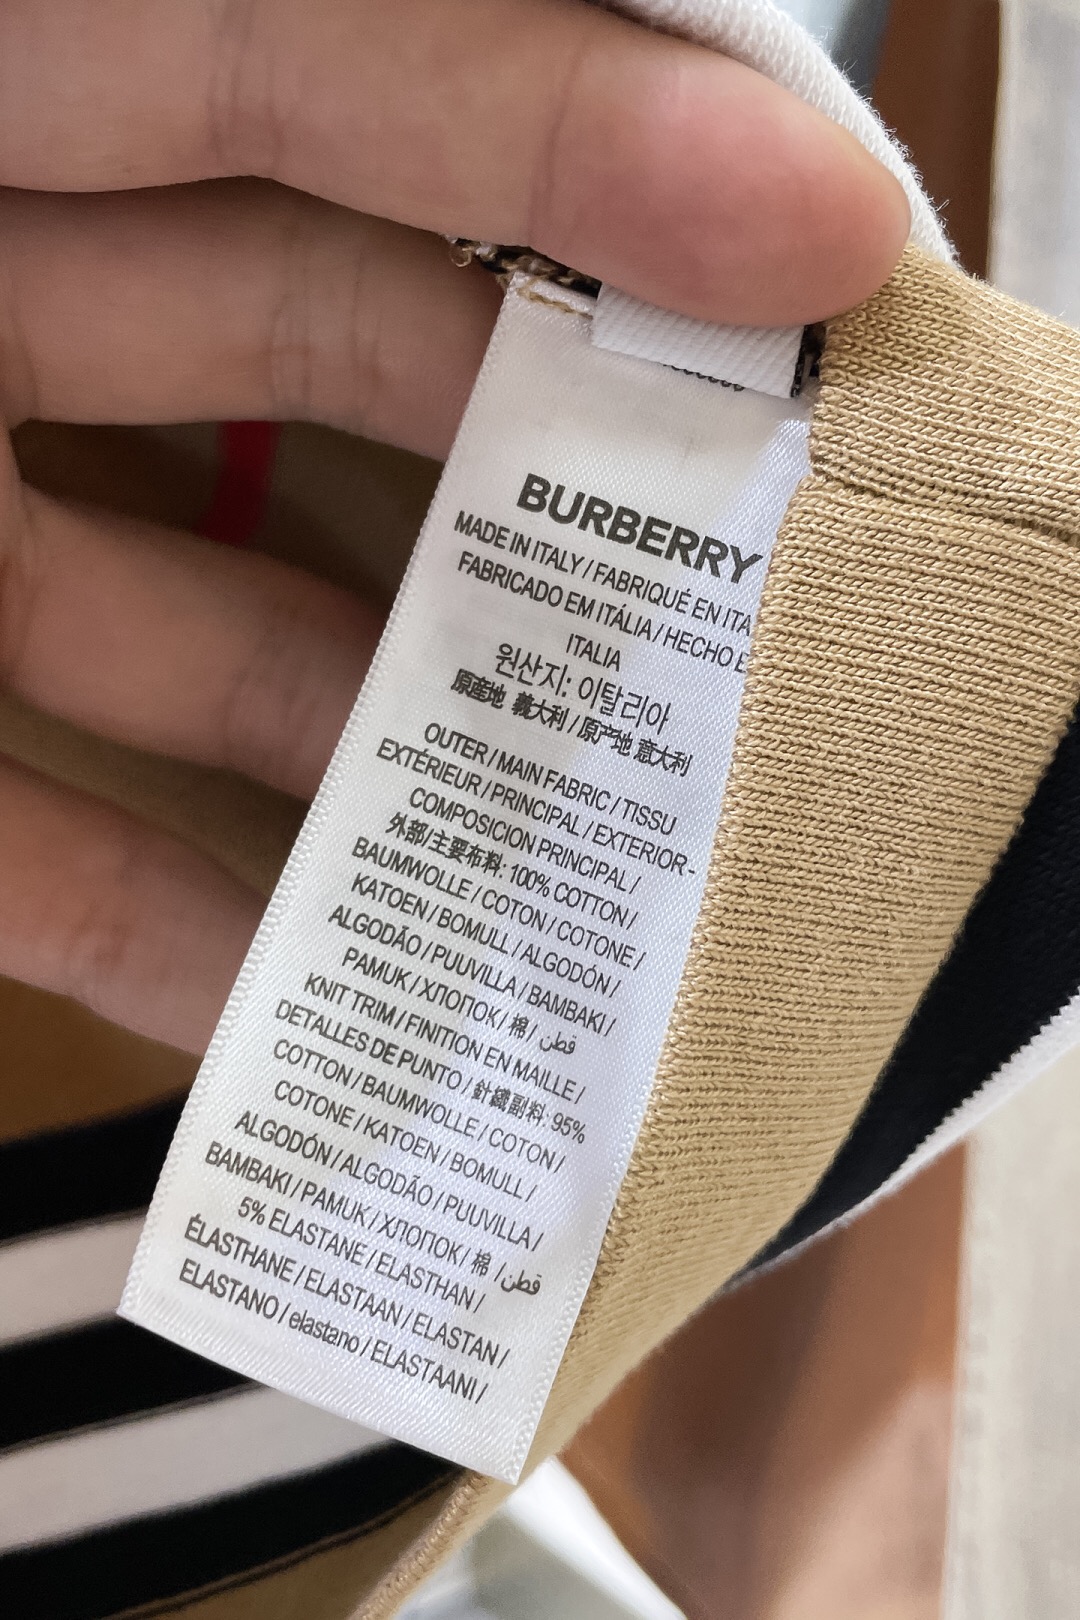 BURBERRY
MADE IN ITALY / FABRIQUÉ EN ITA
FABRICADO EM ITÁLIA / HECHO E
ITALIA
원산지: 이탈리아
原産地 義大利 / 原产地 意大利
OUTER / MAIN FABRIC / TISSU
EXTÉRIEUR / PRINCIPAL / EXTERIOR -
COMPOSICION PRINCIPAL /
外部/主要布料: 100% COTTON /
BAUMWOLLE / COTON / COTONE /
KATOEN / BOMULL / ALGODÓN /
ALGODÃO / PUUVILLA / BAMBAKI /
PAMUK / ХЛОПОК / 棉 / قطن
KNIT TRIM / FINITION EN MAILLE /
DETALLES DE PUNTO / 針織副料: 95%
COTTON / BAUMWOLLE / COTON /
COTONE / KATOEN / BOMULL /
ALGODÓN / ALGODÃO / PUUVILLA /
BAMBAKI / PAMUK / ХЛОПОК / 棉 / قطن
5% ELASTANE / ELASTHAN /
ÉLASTHANE / ELASTAAN / ELASTAN /
ELASTANO / elastano / ELASTAANI /